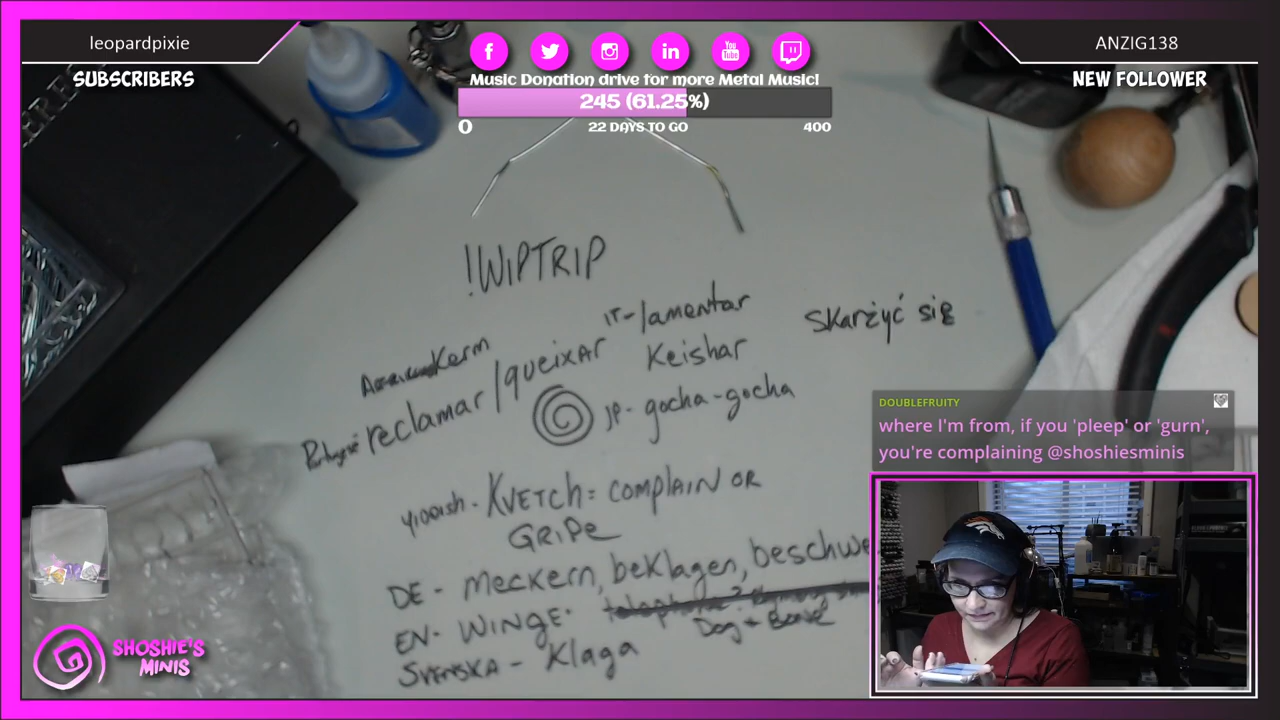 leopardpixie
SUBSCRIBERS
ANZIG138
NEW FOLLOWER
Music Donation drive for more Metal Music!
245 (61.25%)
0
22 DAYS TO GO
400
!WIPTRIP
IT-lamentar
Skarżyć się
Kerm
reclamar/queixar
Keishar
JP- gocha-gocha
Yiddish- KVETCH = COMPLAIN OR
GRIPE
DE- meckern, beklagen, beschwe
EN- WINGE-
Dog + Bone
SVENSKA - Klaga
DOUBLEFRUITY
where I'm from, if you 'pleep' or 'gurn',
you're complaining @shoshiesminis
SHOSHIE'S
MINIS